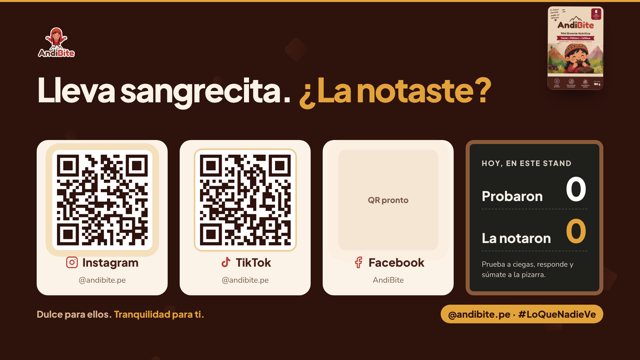 AndiBite
AndiBite
Lleva sangrecita. ¿La notaste?
QR pronto
Instagram
@andibite.pe
TikTok
@andibite.pe
Facebook
AndiBite
HOY, EN ESTE STAND
Probaron 0
La notaron 0
Prueba a ciegas, responde y
súmate a la pizarra.
Dulce para ellos. Tranquilidad para ti.
@andibite.pe · #LoQueNadieVe